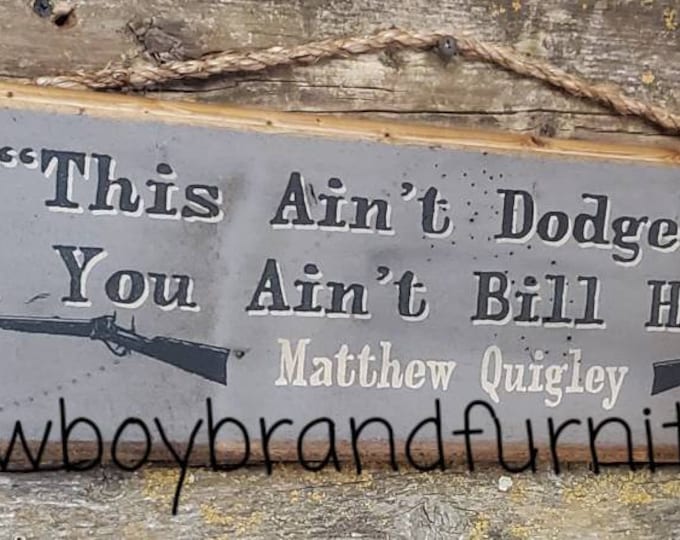 “This Ain't Dodge
You Ain't Bill H
Matthew Quigley
wboybrandfurnit